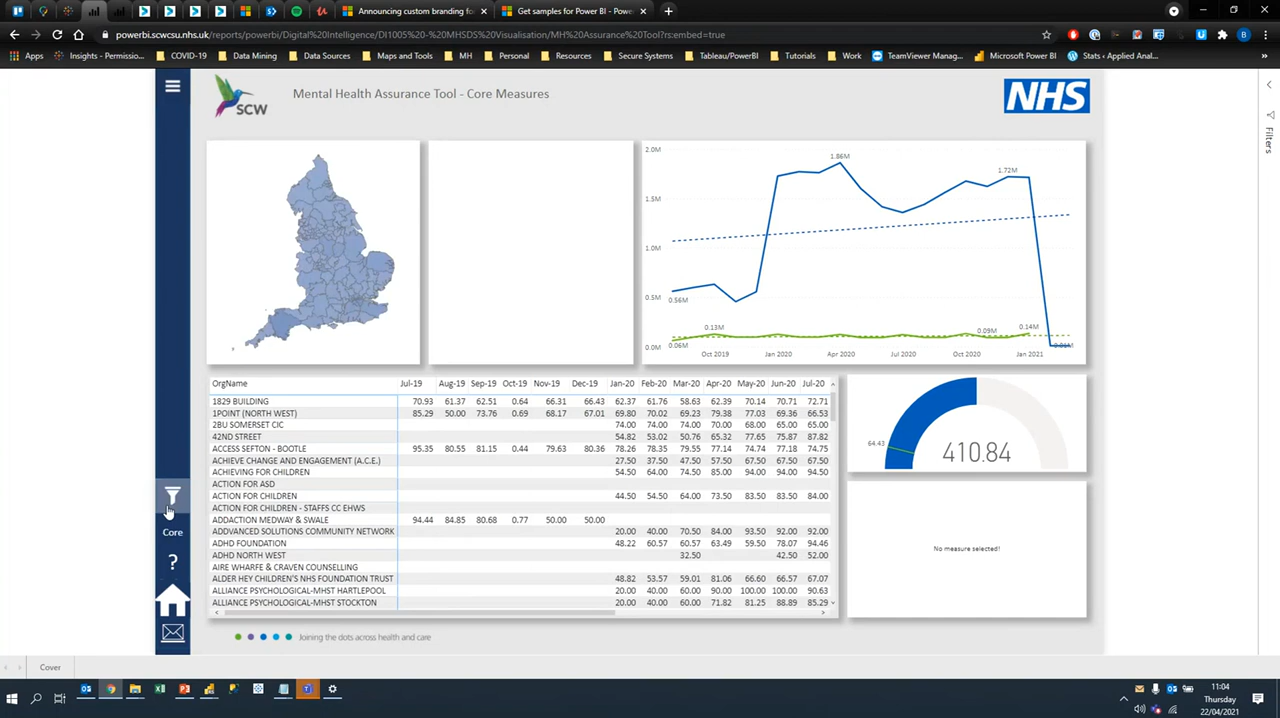 Announcing custom branding fo
Get samples for Power BI - Powe
powerbi.scwcsu.nhs.uk/reports/powerbi/Digital%20Intelligence/DI1005%20-%20MHSDS%20Visualisation/MH%20Assurance%20Tool?rs:embed=true
Apps
Insights - Permissio...
COVID-19
Data Mining
Data Sources
Maps and Tools
MH
Personal
Resources
Secure Systems
Tableau/PowerBI
Tutorials
Work
TeamViewer Manag...
Microsoft Power BI
Stats ‹ Applied Anal...
SCW
Mental Health Assurance Tool - Core Measures
NHS
Filters
2.0M
1.5M
1.0M
0.5M
0.0M
1.86M
1.72M
0.56M
0.13M
0.06M
0.09M
0.14M
0.01M
Oct 2019 Jan 2020 Apr 2020 Jul 2020 Oct 2020 Jan 2021
OrgName Jul-19 Aug-19 Sep-19 Oct-19 Nov-19 Dec-19 Jan-20 Feb-20 Mar-20 Apr-20 May-20 Jun-20 Jul-20
1829 BUILDING 70.93 61.37 62.51 0.64 66.31 66.43 62.37 61.76 58.63 62.39 70.14 70.71 72.71
1POINT (NORTH WEST) 85.29 50.00 73.76 0.69 68.17 67.01 69.80 70.02 69.23 79.38 77.03 69.36 66.53
2BU SOMERSET CIC 74.00 74.00 74.00 70.00 68.00 65.00 65.00
42ND STREET 54.82 53.02 50.76 65.32 77.65 75.87 87.82
ACCESS SEFTON - BOOTLE 95.35 80.55 81.15 0.44 79.63 80.36 78.26 78.35 79.55 77.14 74.74 77.18 74.75
ACHIEVE CHANGE AND ENGAGEMENT (A.C.E.) 27.50 37.50 47.50 57.50 67.50 67.50 67.50
ACHIEVING FOR CHILDREN 54.50 64.00 74.50 85.00 94.00 94.00 94.50
ACTION FOR ASD
ACTION FOR CHILDREN 44.50 54.50 64.00 73.50 83.50 83.50 84.00
ACTION FOR CHILDREN - STAFFS CC EHWS
ADDACTION MEDWAY & SWALE 94.44 84.85 80.68 0.77 50.00 50.00
ADDVANCED SOLUTIONS COMMUNITY NETWORK 20.00 40.00 70.50 84.00 93.50 92.00 92.00
ADHD FOUNDATION 48.22 60.57 60.57 63.49 59.50 78.07 94.46
ADHD NORTH WEST 32.50 42.50 52.00
AIRE WHARFE & CRAVEN COUNSELLING
ALDER HEY CHILDREN'S NHS FOUNDATION TRUST 48.82 53.57 59.01 81.06 66.60 66.57 67.07
ALLIANCE PSYCHOLOGICAL-MHST HARTLEPOOL 20.00 40.00 60.00 90.00 100.00 100.00 90.63
ALLIANCE PSYCHOLOGICAL-MHST STOCKTON 20.00 40.00 60.00 71.82 81.25 88.89 85.29
64.43
410.84
No measure selected!
Core
?
Joining the dots across health and care
Cover
11:04
Thursday
22/04/2021